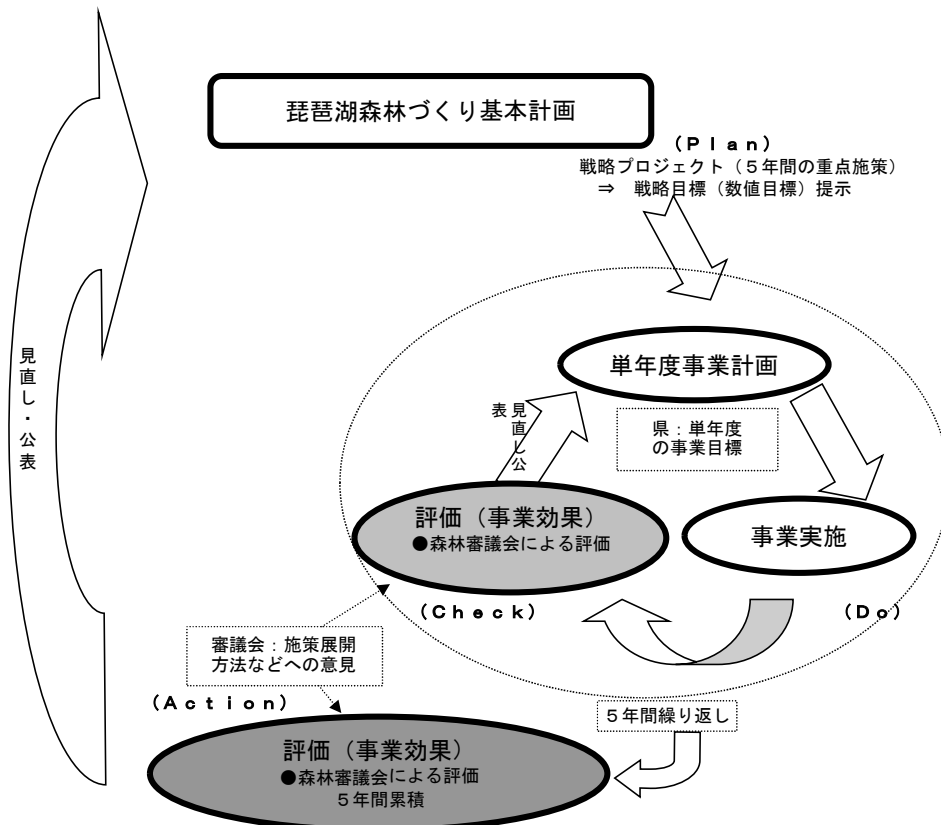 琵琶湖森林づくり基本計画
(Plan)
戦略プロジェクト(5年間の重点施策)
⇒ 戦略目標(数値目標)提示
見直し・公表
単年度事業計画
見直し公
表
県:単年度
の事業目標
評価(事業効果)
●森林審議会による評価
事業実施
(Check)
(Do)
審議会:施策展開
方法などへの意見
(Action)
5年間繰り返し
評価(事業効果)
●森林審議会による評価
5年間累積